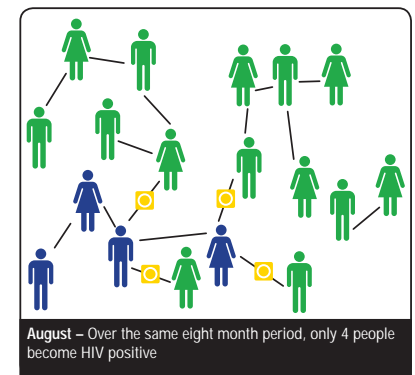 August – Over the same eight month period, only 4 people
become HIV positive